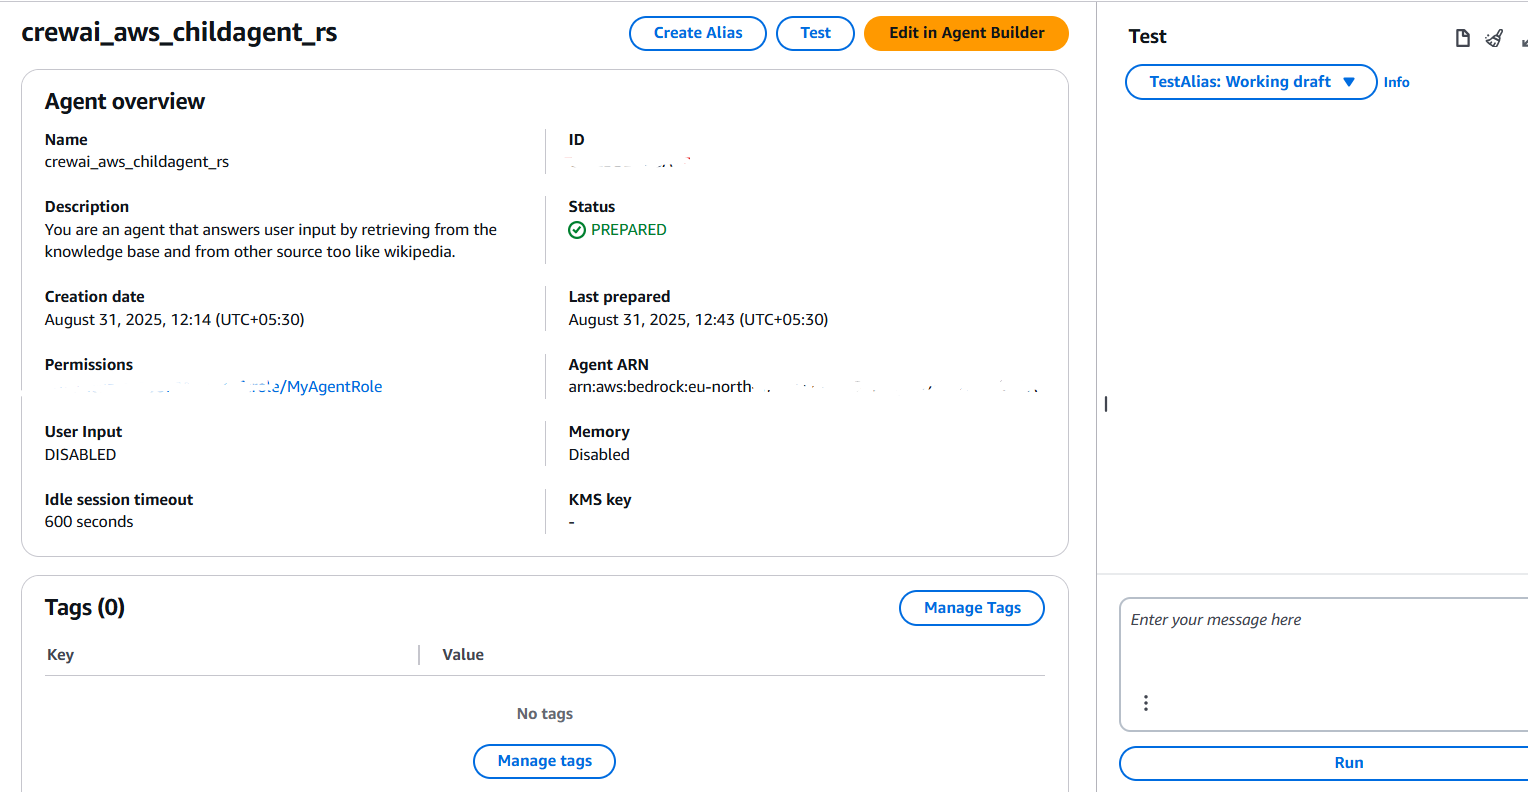 crewai_aws_childagent_rs
Create Alias
Test
Edit in Agent Builder
Agent overview
Name
crewai_aws_childagent_rs
ID
Description
You are an agent that answers user input by retrieving from the
knowledge base and from other source too like wikipedia.
Status
PREPARED
Creation date
August 31, 2025, 12:14 (UTC+05:30)
Last prepared
August 31, 2025, 12:43 (UTC+05:30)
Permissions
/MyAgentRole
Agent ARN
arn:aws:bedrock:eu-north-
User Input
DISABLED
Memory
Disabled
Idle session timeout
600 seconds
KMS key
-
Tags (0)
Manage Tags
Key
Value
No tags
Manage tags
Test
TestAlias: Working draft
Info
Enter your message here
Run